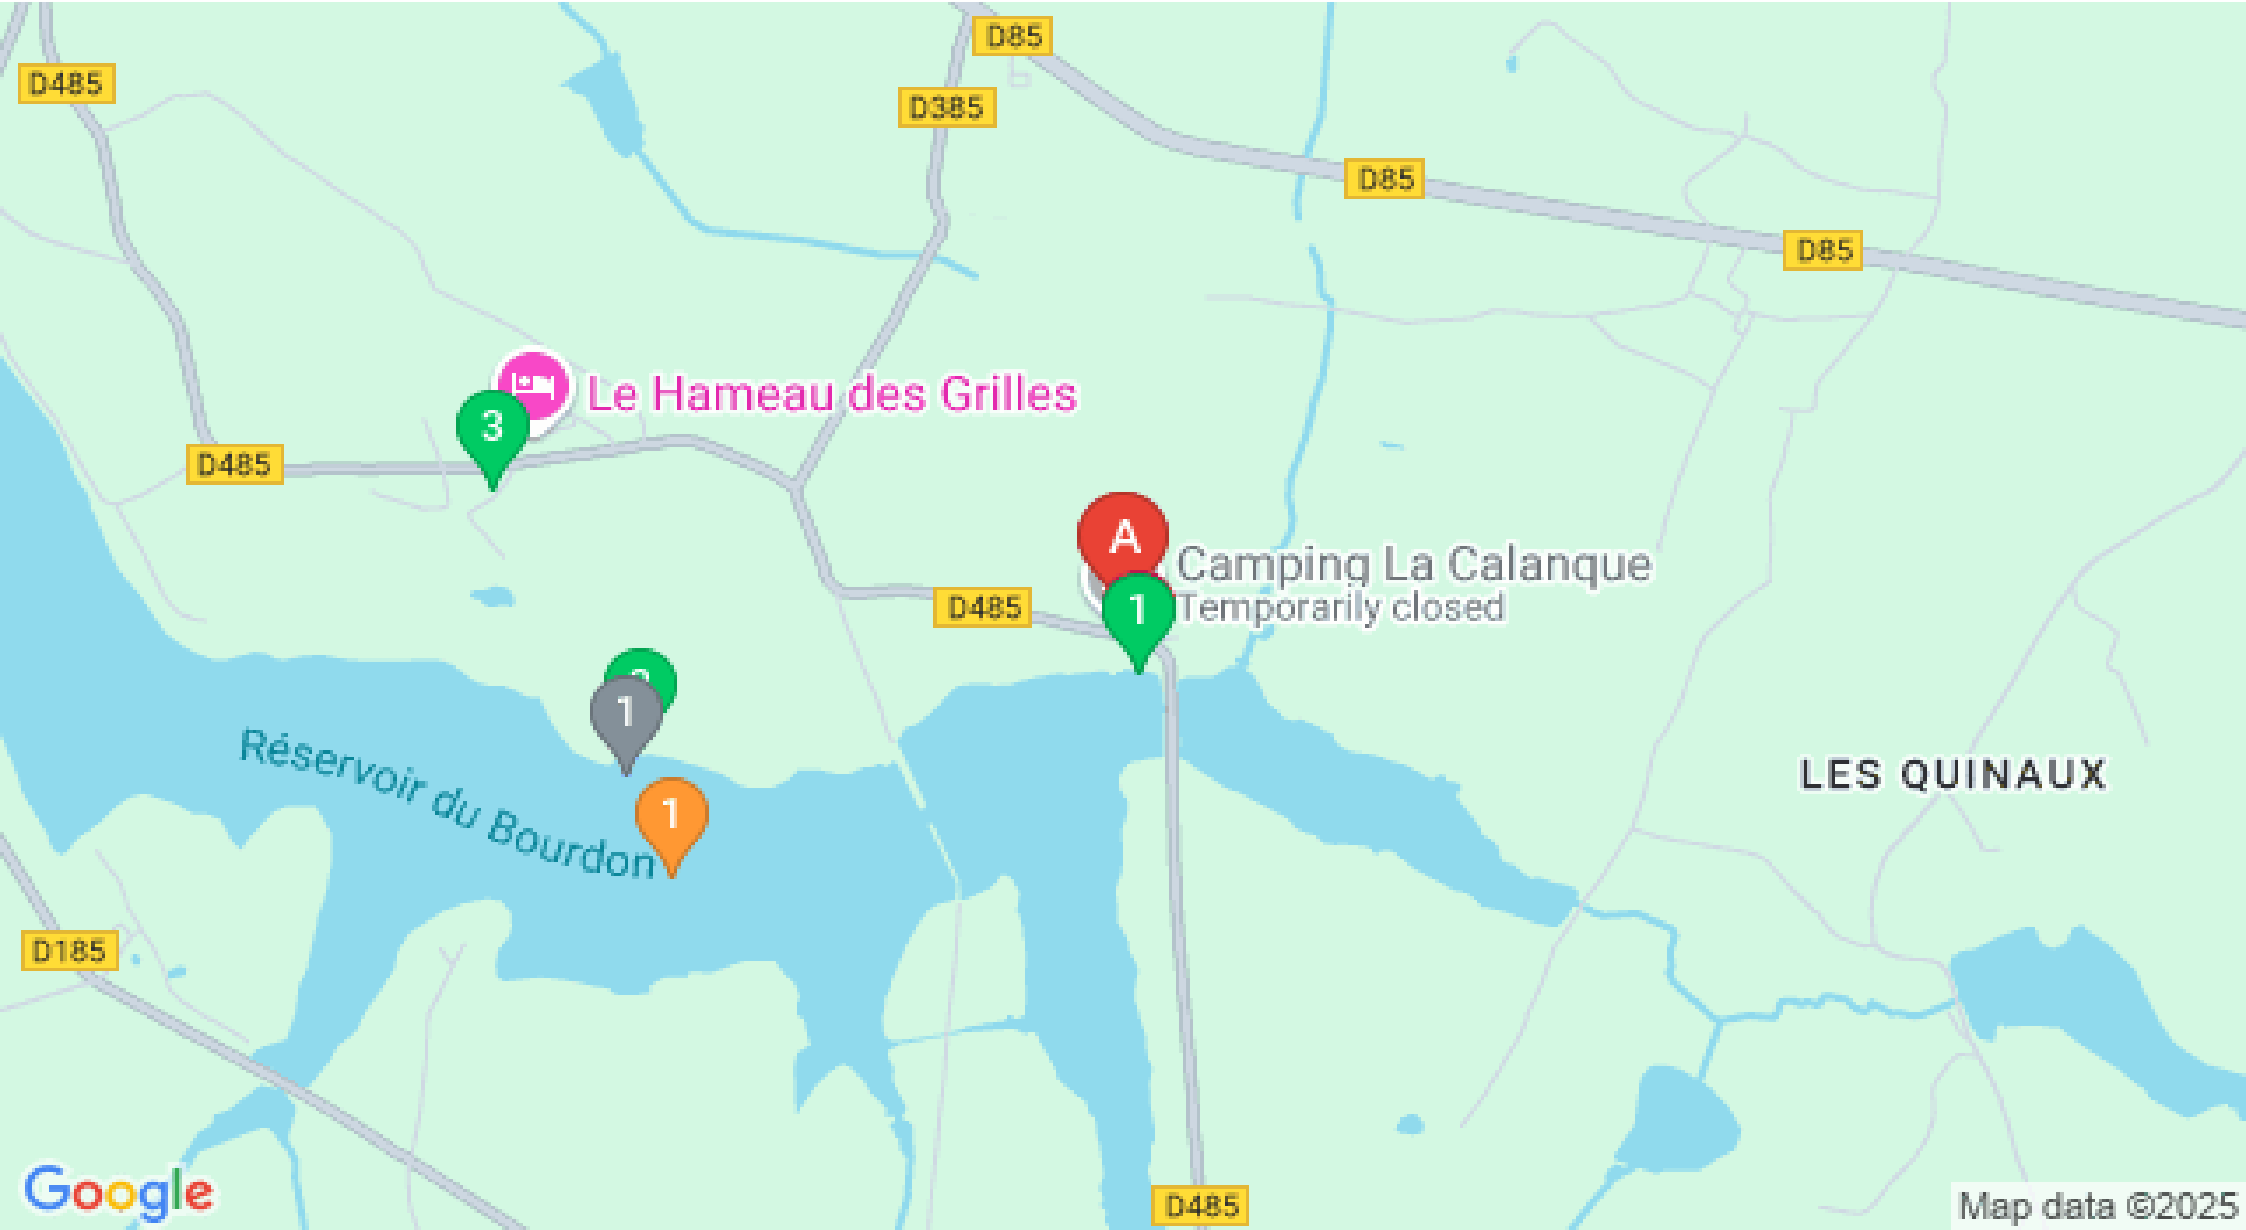 D85
D485
D385
D85
D85
Le Hameau des Grilles
3
D485
A
Camping La Calanque
Temporarily closed
D485
1
1
Réservoir du Bourdon
1
LES QUINAUX
D185
Google
D485
Map data ©2025